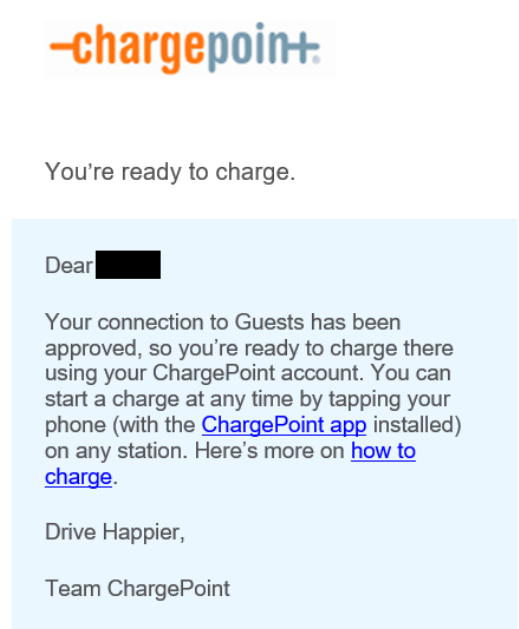 chargepoint.
You're ready to charge.
Dear
Your connection to Guests has been
approved, so you're ready to charge there
using your ChargePoint account. You can
start a charge at any time by tapping your
phone (with the ChargePoint app installed)
on any station. Here's more on how to
charge.
Drive Happier,
Team ChargePoint